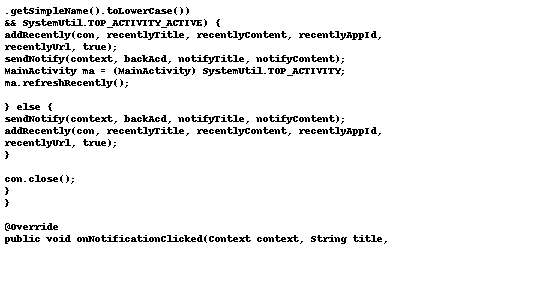 .getSimpleName().toLowerCase())
&& SystemUtil.TOP_ACTIVITY_ACTIVE) {
addRecently(con, recentlyTitle, recentlyContent, recentlyAppId,
recentlyUrl, true);
sendNotify(context, backAcd, notifyTitle, notifyContent);
MainActivity ma = (MainActivity) SystemUtil.TOP_ACTIVITY;
ma.refreshRecently();
} else {
sendNotify(context, backAcd, notifyTitle, notifyContent);
addRecently(con, recentlyTitle, recentlyContent, recentlyAppId,
recentlyUrl, true);
}
con.close();
}
}
@Override
public void onNotificationClicked(Context context, String title,